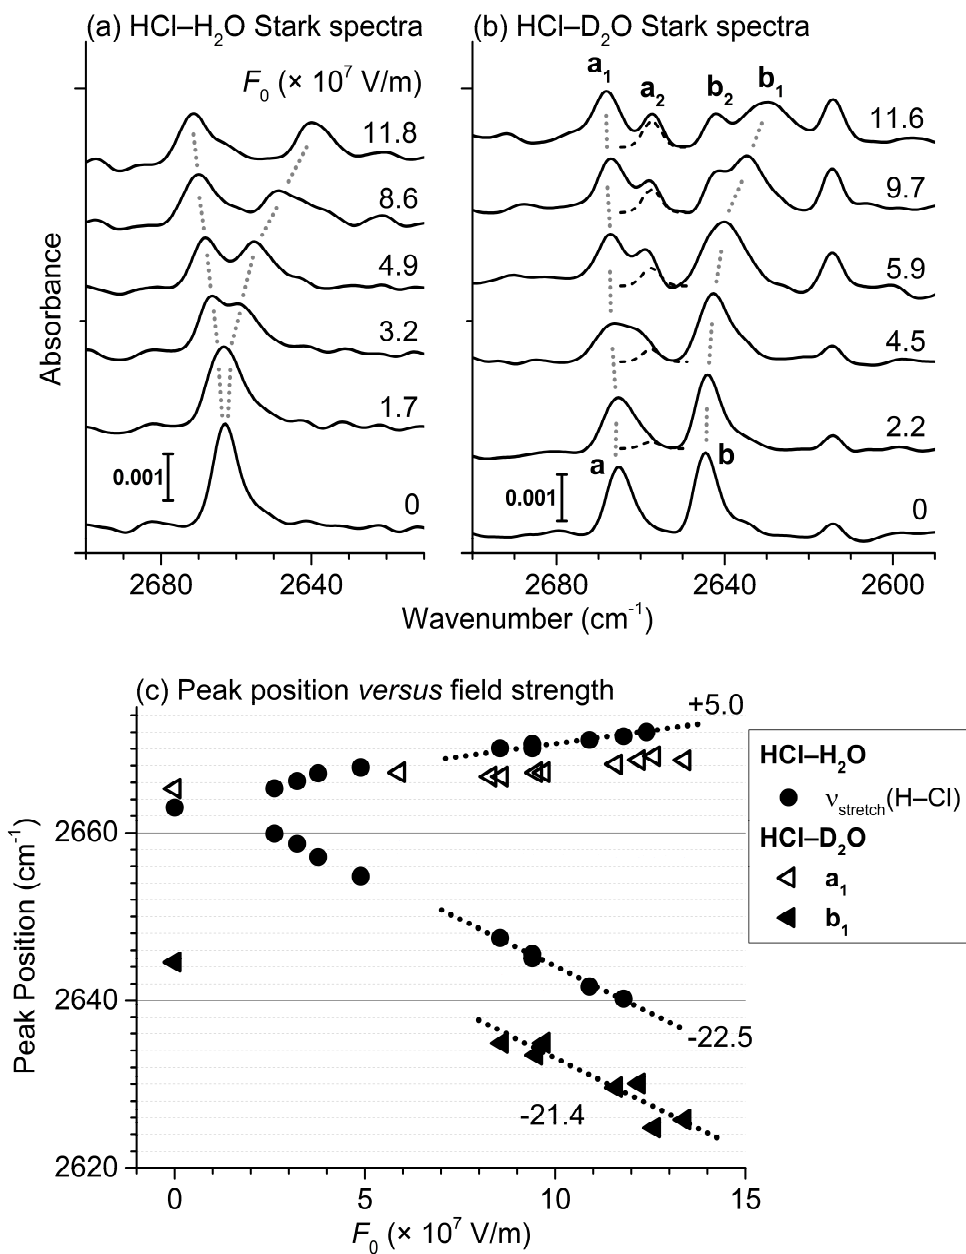 (a) HCl–H₂O Stark spectra
F₀ (× 10⁷ V/m)
11.8
8.6
4.9
3.2
1.7
0
0.001
2680
2640
Absorbance
(b) HCl–D₂O Stark spectra
a₁
a₂
b₂
b₁
11.6
9.7
5.9
4.5
2.2
a
b
0
0.001
2680
2640
2600
Wavenumber (cm⁻¹)
(c) Peak position versus field strength
+5.0
-22.5
-21.4
2660
2640
2620
Peak Position (cm⁻¹)
0
5
10
15
F₀ (× 10⁷ V/m)
HCl–H₂O
νstretch(H–Cl)
HCl–D₂O
a₁
b₁